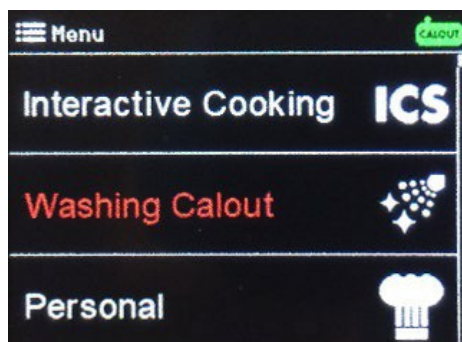 Menu
CALOUT
Interactive Cooking ICS
Washing Calout
Personal